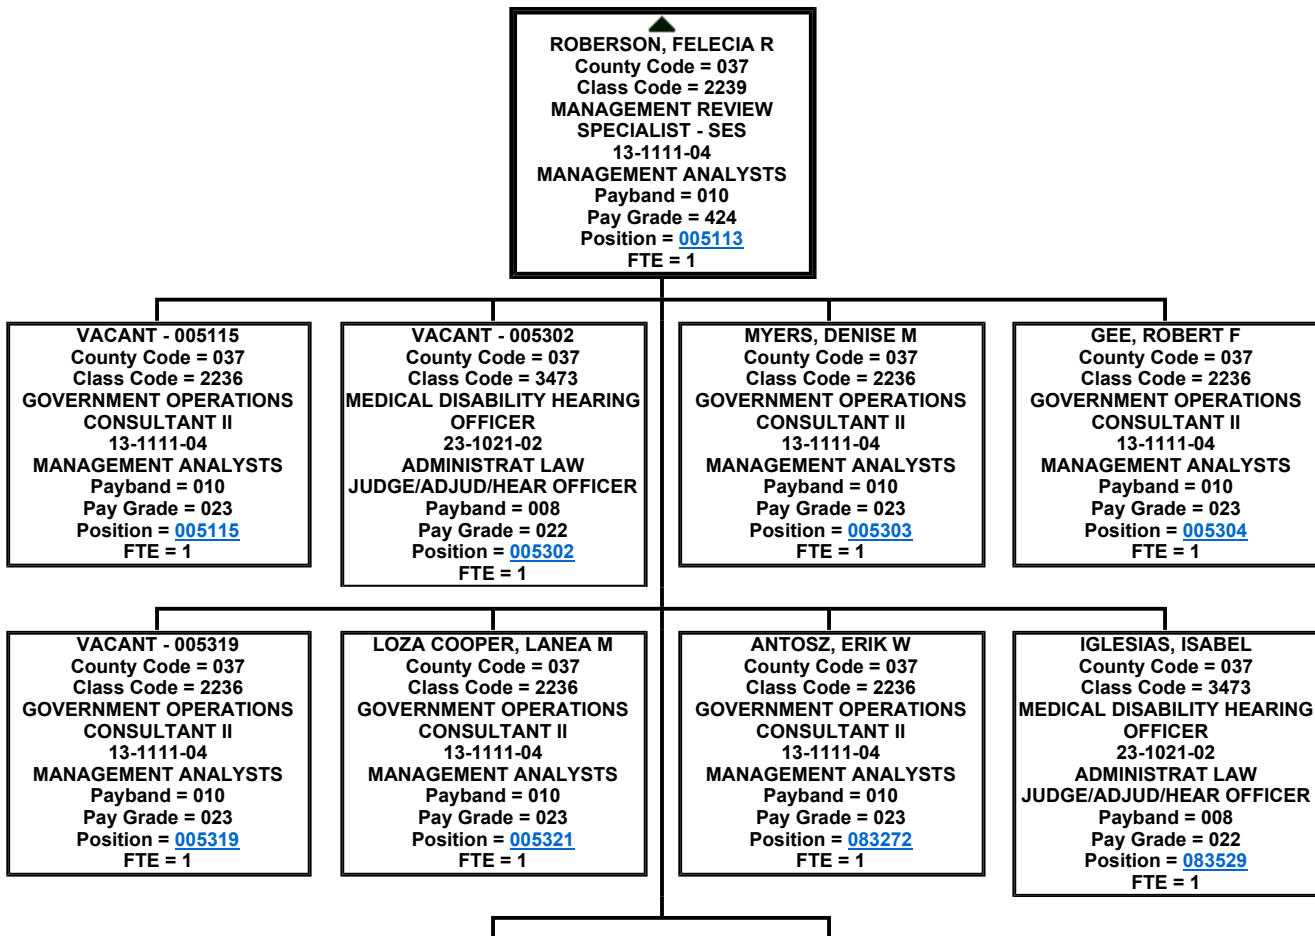 ROBERSON, FELECIA R
County Code = 037
Class Code = 2239
MANAGEMENT REVIEW
SPECIALIST - SES
13-1111-04
MANAGEMENT ANALYSTS
Payband = 010
Pay Grade = 424
Position = 005113
FTE = 1
VACANT - 005115
County Code = 037
Class Code = 2236
GOVERNMENT OPERATIONS
CONSULTANT II
13-1111-04
MANAGEMENT ANALYSTS
Payband = 010
Pay Grade = 023
Position = 005115
FTE = 1
VACANT - 005302
County Code = 037
Class Code = 3473
MEDICAL DISABILITY HEARING
OFFICER
23-1021-02
ADMINISTRAT LAW
JUDGE/ADJUD/HEAR OFFICER
Payband = 008
Pay Grade = 022
Position = 005302
FTE = 1
MYERS, DENISE M
County Code = 037
Class Code = 2236
GOVERNMENT OPERATIONS
CONSULTANT II
13-1111-04
MANAGEMENT ANALYSTS
Payband = 010
Pay Grade = 023
Position = 005303
FTE = 1
GEE, ROBERT F
County Code = 037
Class Code = 2236
GOVERNMENT OPERATIONS
CONSULTANT II
13-1111-04
MANAGEMENT ANALYSTS
Payband = 010
Pay Grade = 023
Position = 005304
FTE = 1
VACANT - 005319
County Code = 037
Class Code = 2236
GOVERNMENT OPERATIONS
CONSULTANT II
13-1111-04
MANAGEMENT ANALYSTS
Payband = 010
Pay Grade = 023
Position = 005319
FTE = 1
LOZA COOPER, LANEA M
County Code = 037
Class Code = 2236
GOVERNMENT OPERATIONS
CONSULTANT II
13-1111-04
MANAGEMENT ANALYSTS
Payband = 010
Pay Grade = 023
Position = 005321
FTE = 1
ANTOSZ, ERIK W
County Code = 037
Class Code = 2236
GOVERNMENT OPERATIONS
CONSULTANT II
13-1111-04
MANAGEMENT ANALYSTS
Payband = 010
Pay Grade = 023
Position = 083272
FTE = 1
IGLESIAS, ISABEL
County Code = 037
Class Code = 3473
MEDICAL DISABILITY HEARING
OFFICER
23-1021-02
ADMINISTRAT LAW
JUDGE/ADJUD/HEAR OFFICER
Payband = 008
Pay Grade = 022
Position = 083529
FTE = 1